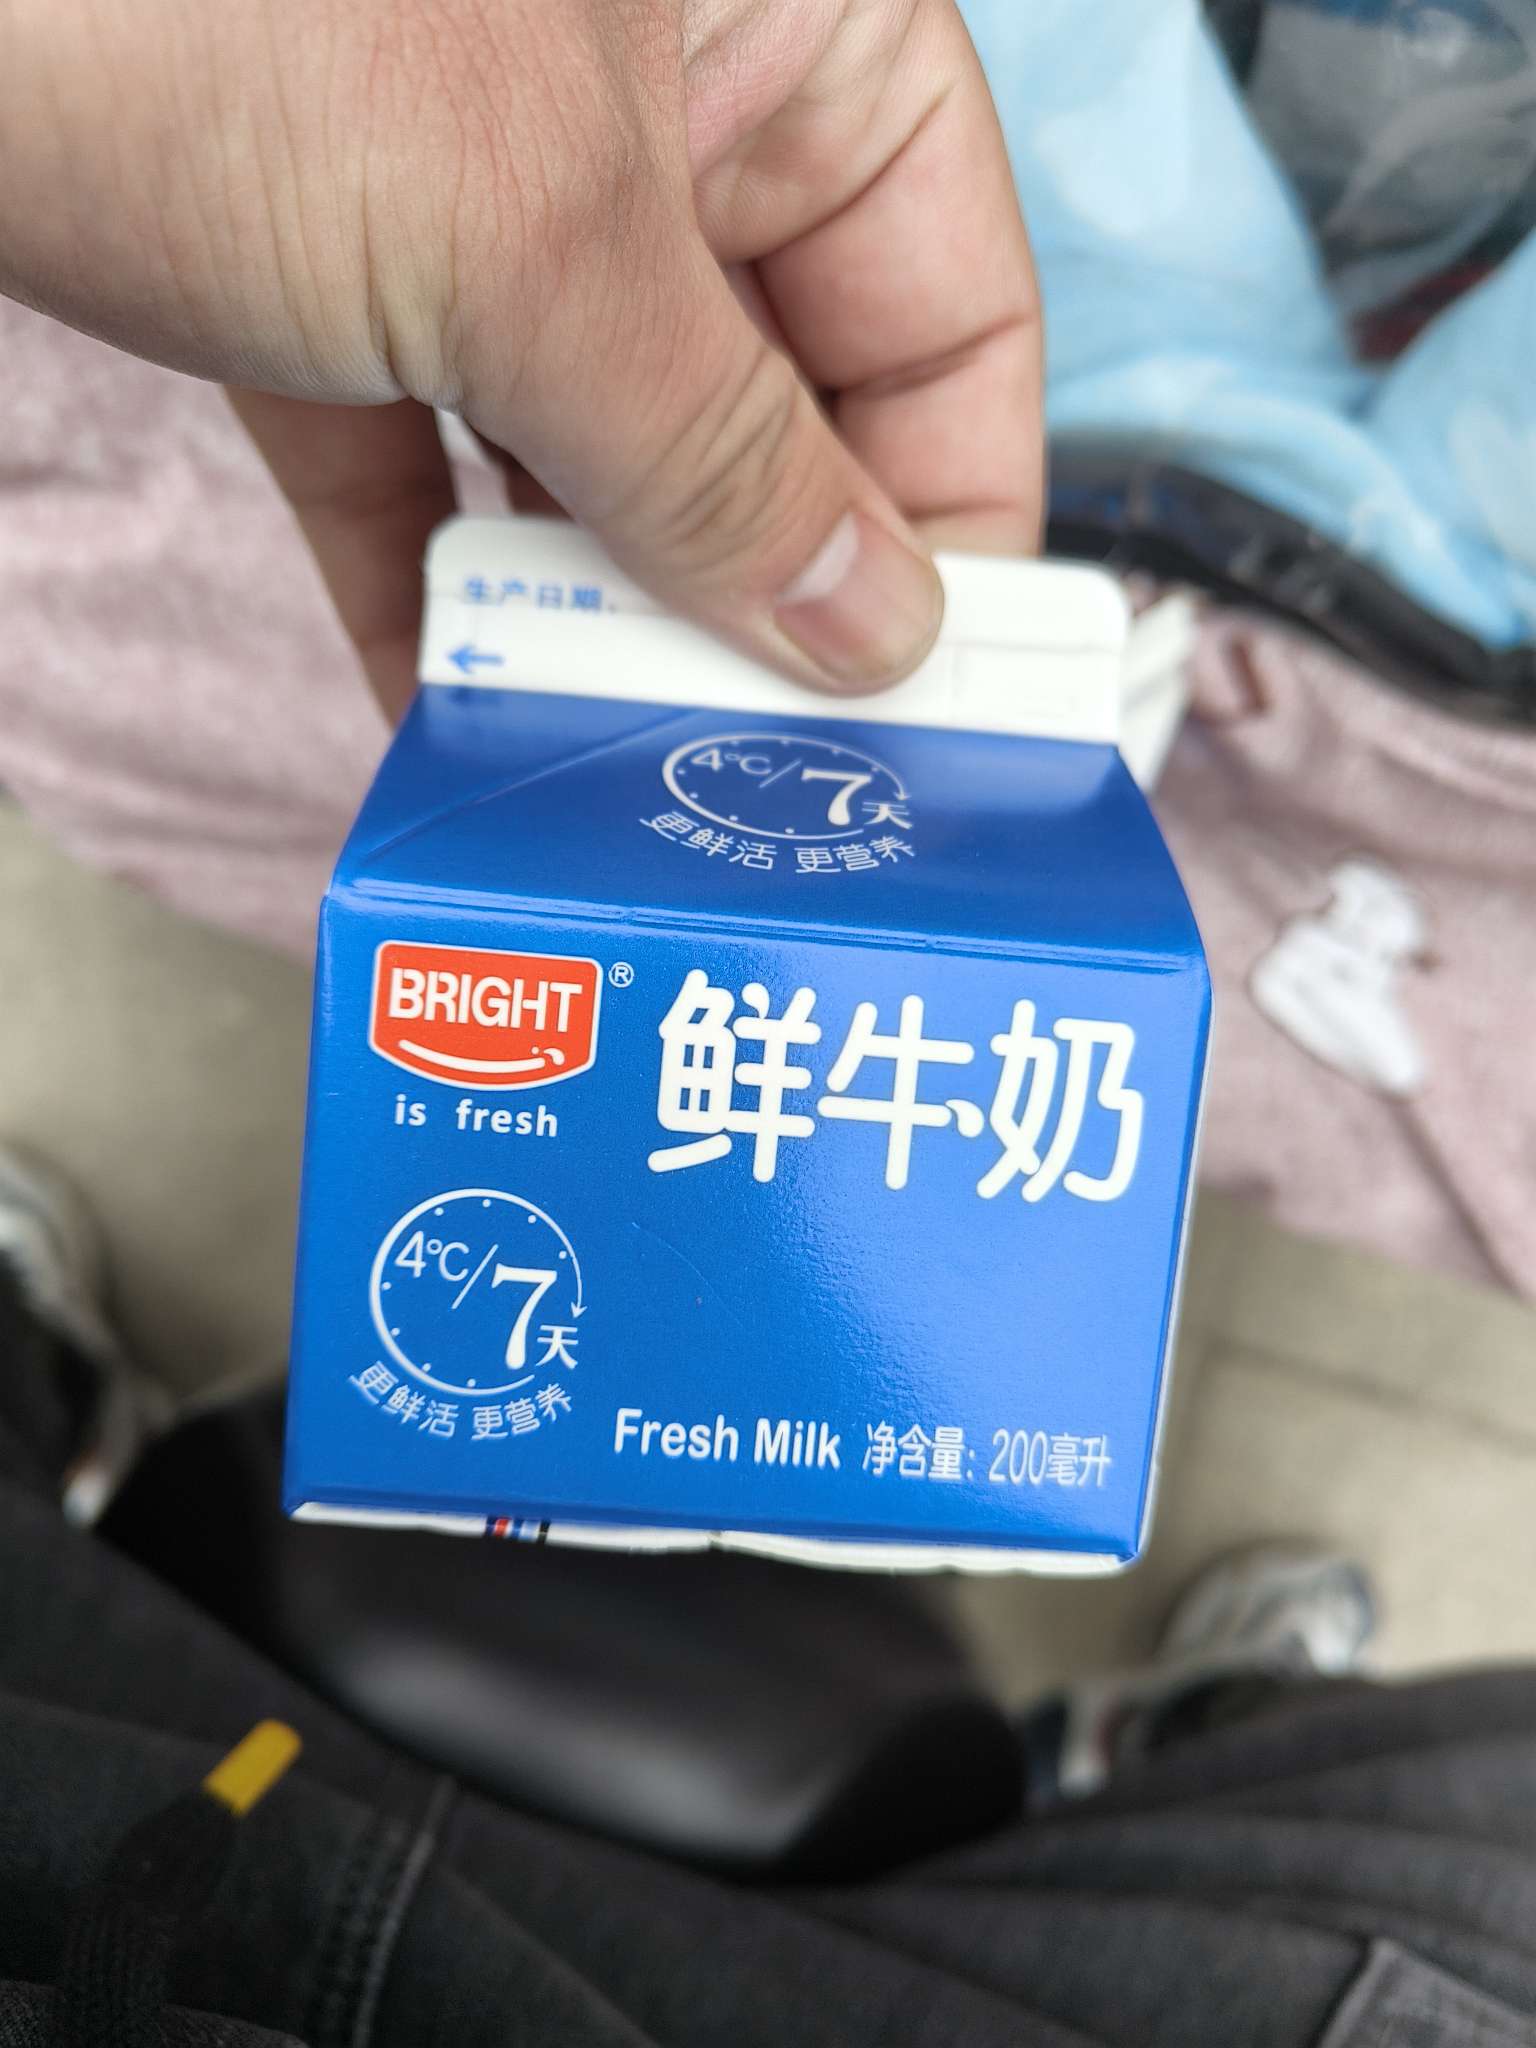 生产日期:
4℃/7天
更鲜活 更营养
BRIGHT®
is fresh
鲜牛奶
4℃/7天
更鲜活 更营养
Fresh Milk 净含量: 200毫升